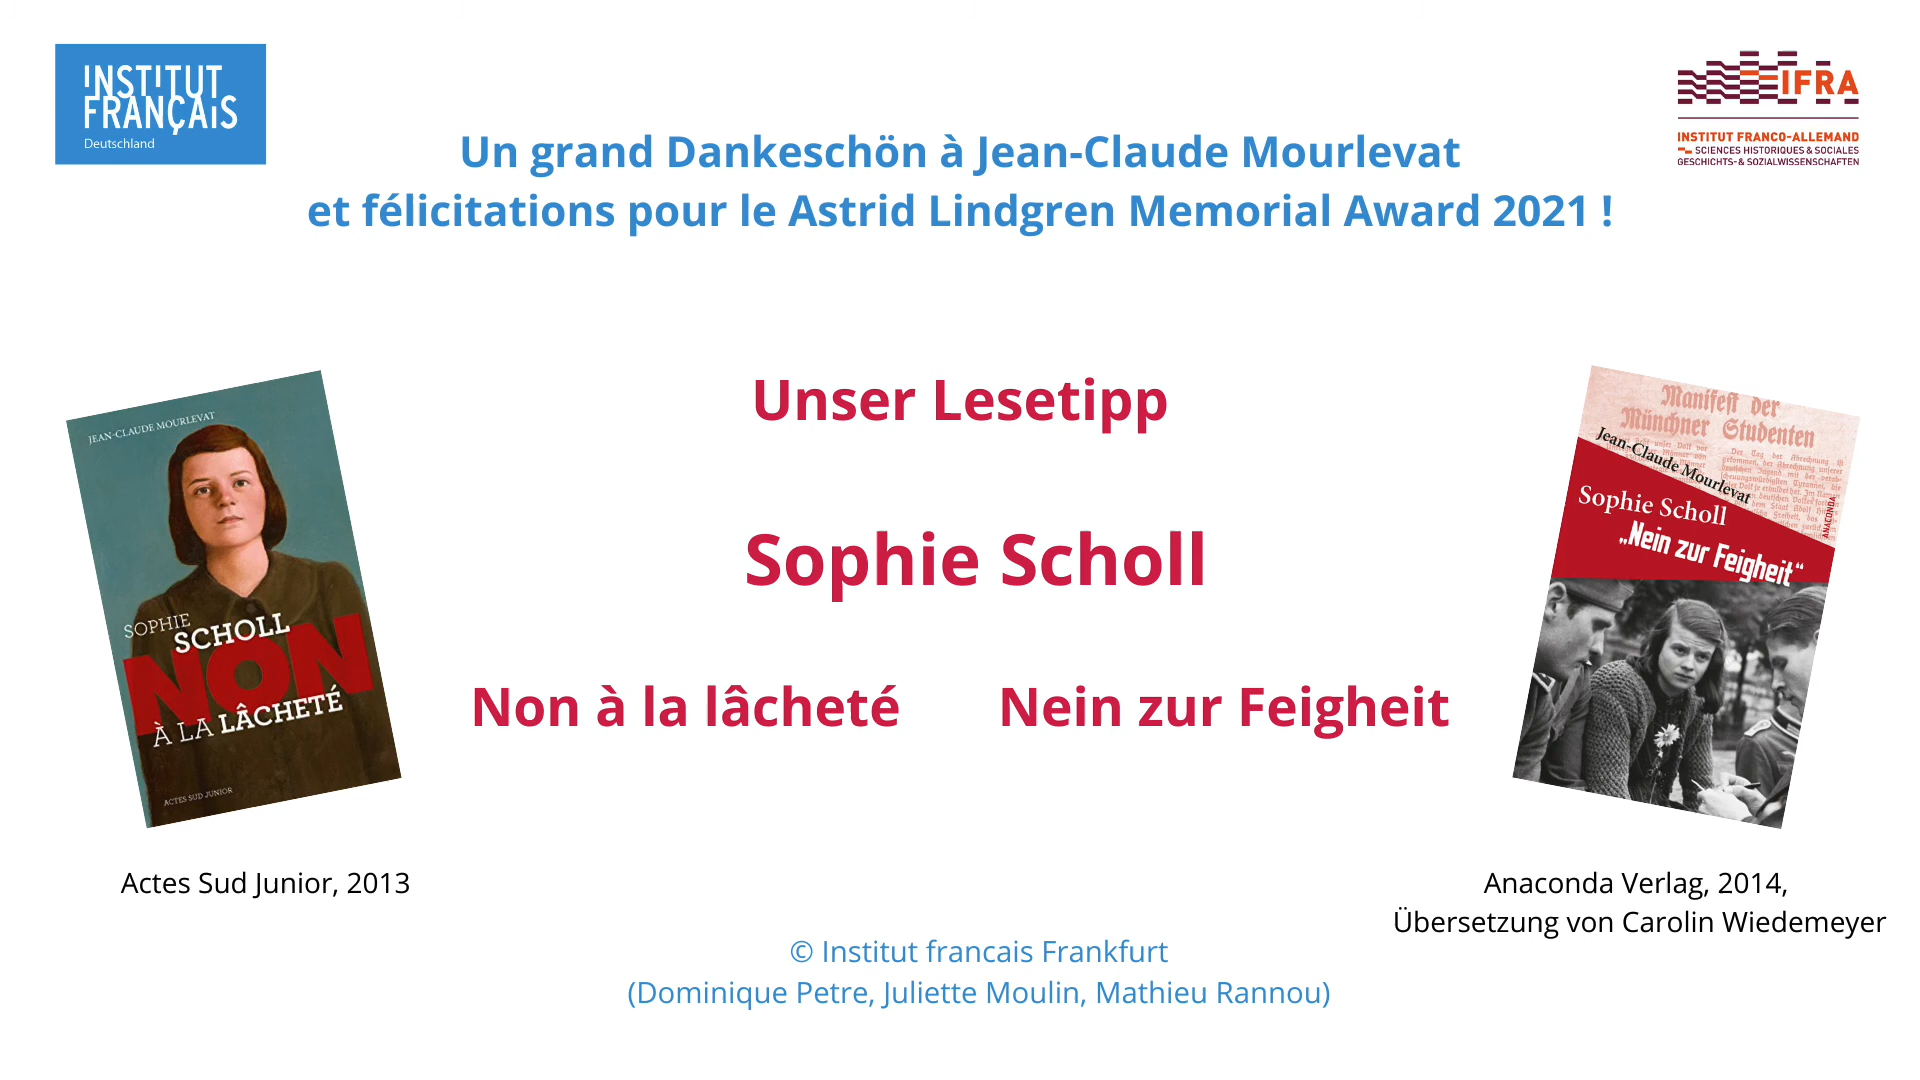 INSTITUT
FRANÇAIS
Deutschland
IFRA
INSTITUT FRANCO-ALLEMAND
SCIENCES HISTORIQUES & SOCIALES
GESCHICHTS- & SOZIALWISSENSCHAFTEN
Un grand Dankeschön à Jean-Claude Mourlevat
et félicitations pour le Astrid Lindgren Memorial Award 2021 !
JEAN-CLAUDE MOURLEVAT
SOPHIE
SCHOLL
NON
À LA LÂCHETÉ
ACTES SUD JUNIOR
Unser Lesetipp
Sophie Scholl
Non à la lâcheté
Nein zur Feigheit
Manifest der
Münchner Studenten
Jean-Claude Mourlevat
ANACONDA
Sophie Scholl
„Nein zur Feigheit“
Actes Sud Junior, 2013
Anaconda Verlag, 2014,
Übersetzung von Carolin Wiedemeyer
© Institut francais Frankfurt
(Dominique Petre, Juliette Moulin, Mathieu Rannou)